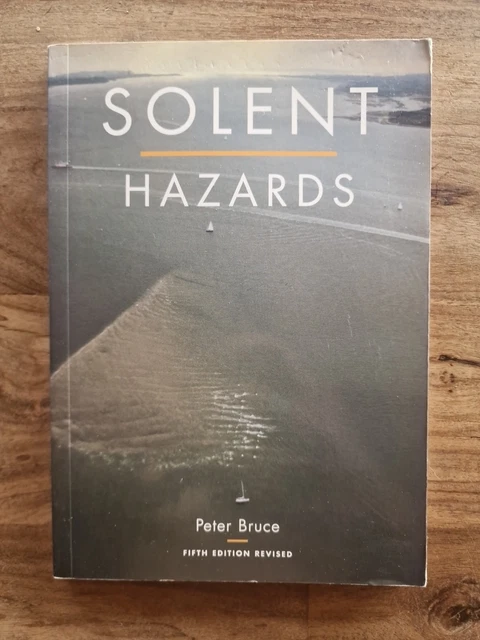 SOLENT
HAZARDS
Peter Bruce
FIFTH EDITION REVISED